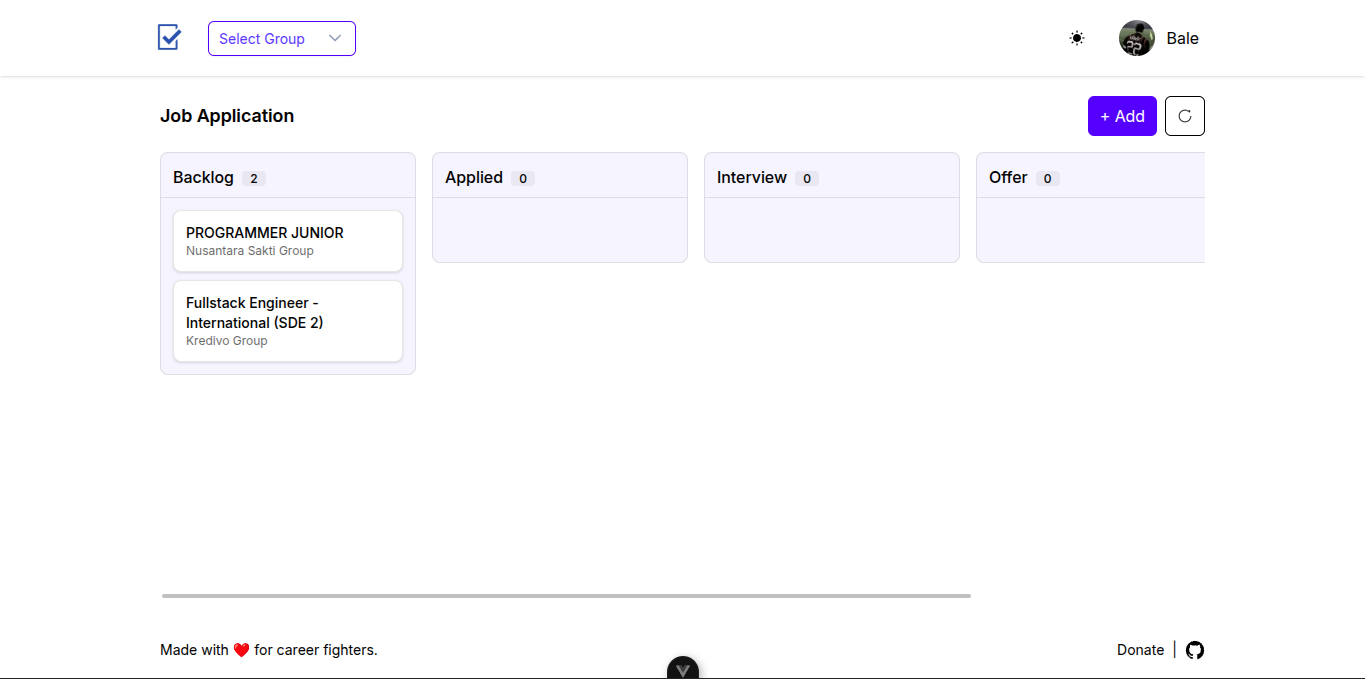 Select Group
Bale
Job Application
+ Add
Backlog 2
Applied 0
Interview 0
Offer 0
PROGRAMMER JUNIOR
Nusantara Sakti Group
Fullstack Engineer -
International (SDE 2)
Kredivo Group
Made with ❤️ for career fighters.
Donate |